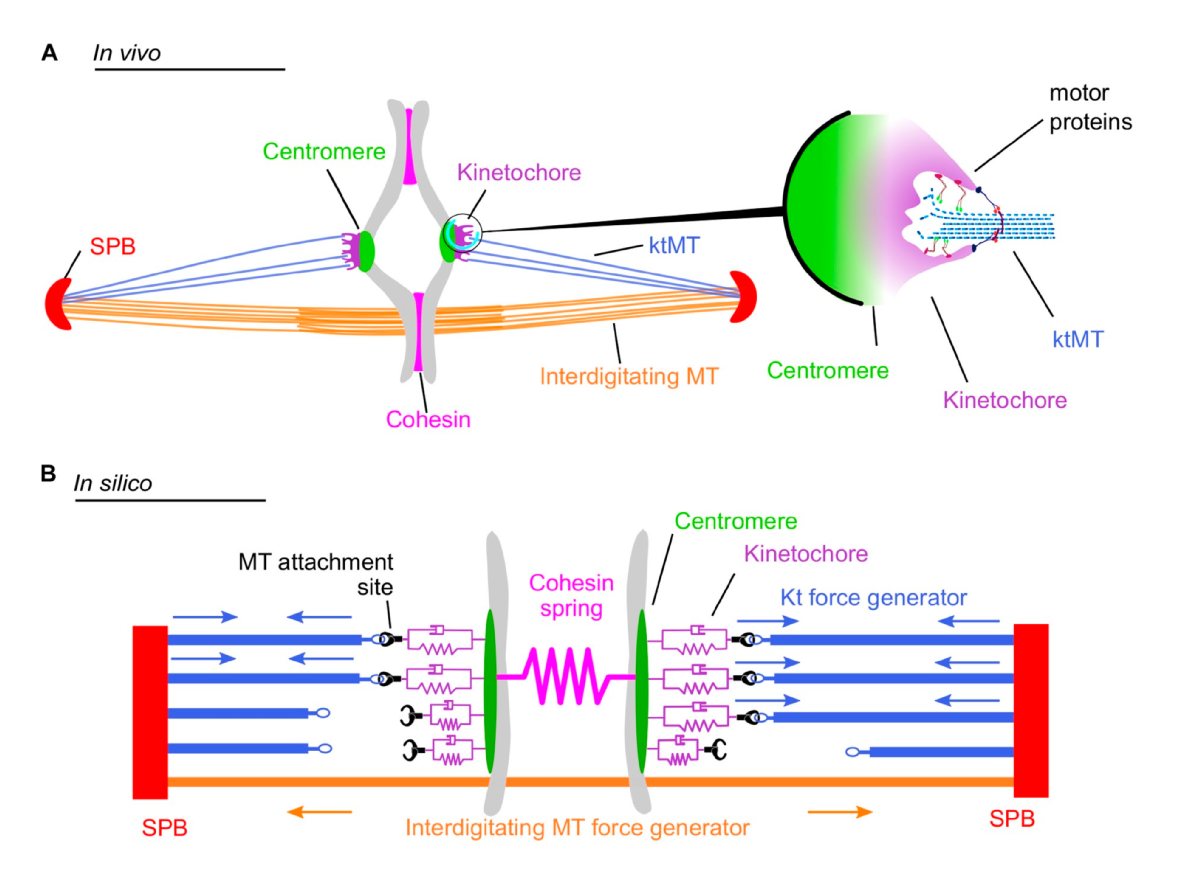 A
In vivo
motor
proteins
Centromere
Kinetochore
SPB
ktMT
ktMT
Interdigitating MT
Centromere
Kinetochore
Cohesin
B
In silico
Centromere
Kinetochore
MT attachment
site
Cohesin
spring
Kt force generator
SPB
Interdigitating MT force generator
SPB